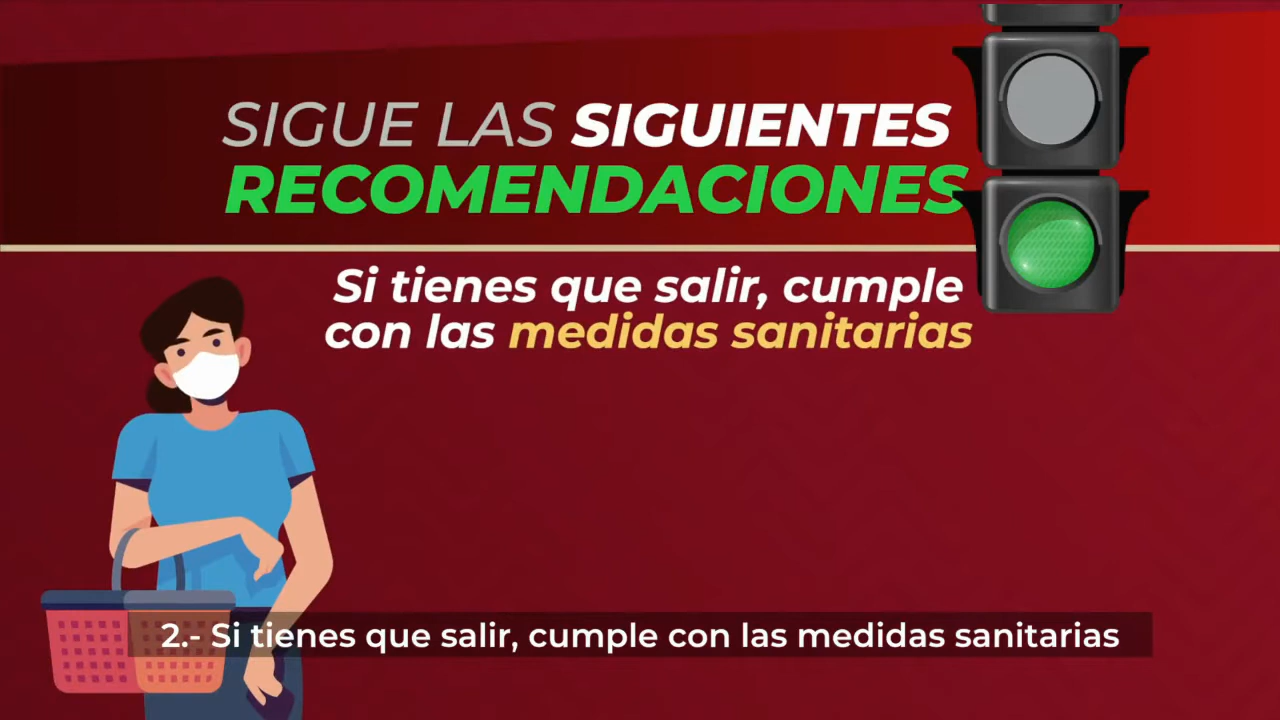 SIGUE LAS SIGUIENTES
RECOMENDACIONES
Si tienes que salir, cumple
con las medidas sanitarias
2.- Si tienes que salir, cumple con las medidas sanitarias